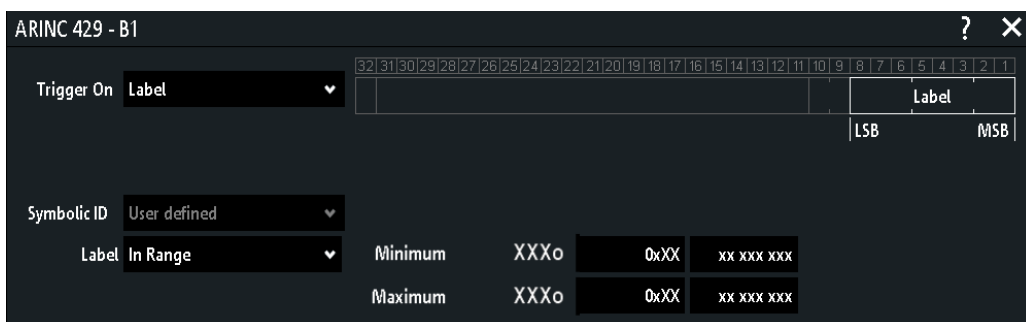 ARINC 429 - B1 ? X
32 31 30 29 28 27 26 25 24 23 22 21 20 19 18 17 16 15 14 13 12 11 10 9 8 7 6 5 4 3 2 1
Trigger On Label
Label
LSB MSB
Symbolic ID User defined
Label In Range Minimum XXXo 0xXX xx xxx xxx
Maximum XXXo 0xXX xx xxx xxx